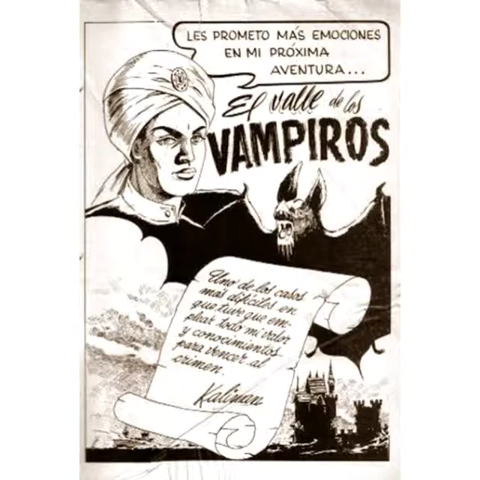 LES PROMETO MÁS EMOCIONES
EN MI PRÓXIMA
AVENTURA...
El valle de los
VAMPIROS
Uno de los casos
más difíciles en
que tuve que em-
plear todo mi valor
y conocimientos
para vencer al
crimen.
Kaliman